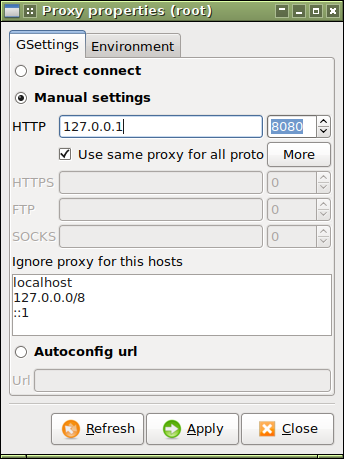 Proxy properties (root)
GSettings Environment
Direct connect
Manual settings
HTTP 127.0.0.1 8080
Use same proxy for all proto More
HTTPS 0
FTP 0
SOCKS 0
Ignore proxy for this hosts
localhost
127.0.0.0/8
::1
Autoconfig url
Url
Refresh Apply Close